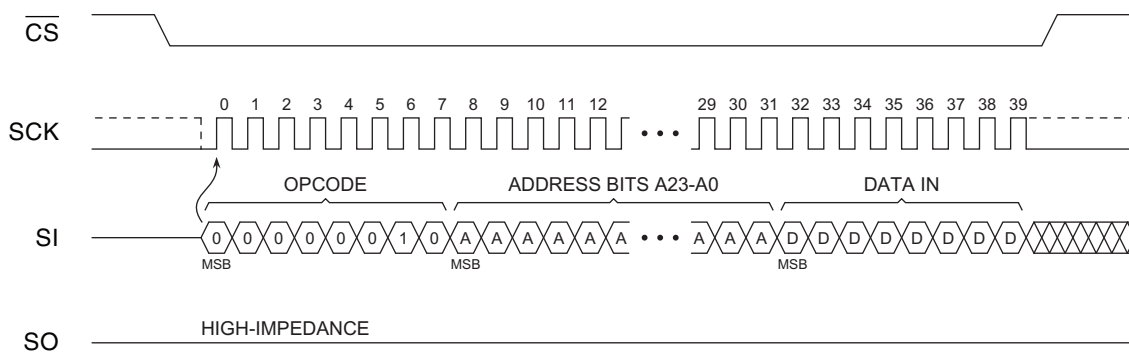 CS
SCK
0 1 2 3 4 5 6 7 8 9 10 11 12 29 30 31 32 33 34 35 36 37 38 39
OPCODE ADDRESS BITS A23-A0 DATA IN
SI
0 0 0 0 0 0 1 0 A A A A A A • • • A A A D D D D D D D D
MSB MSB MSB
SO
HIGH-IMPEDANCE